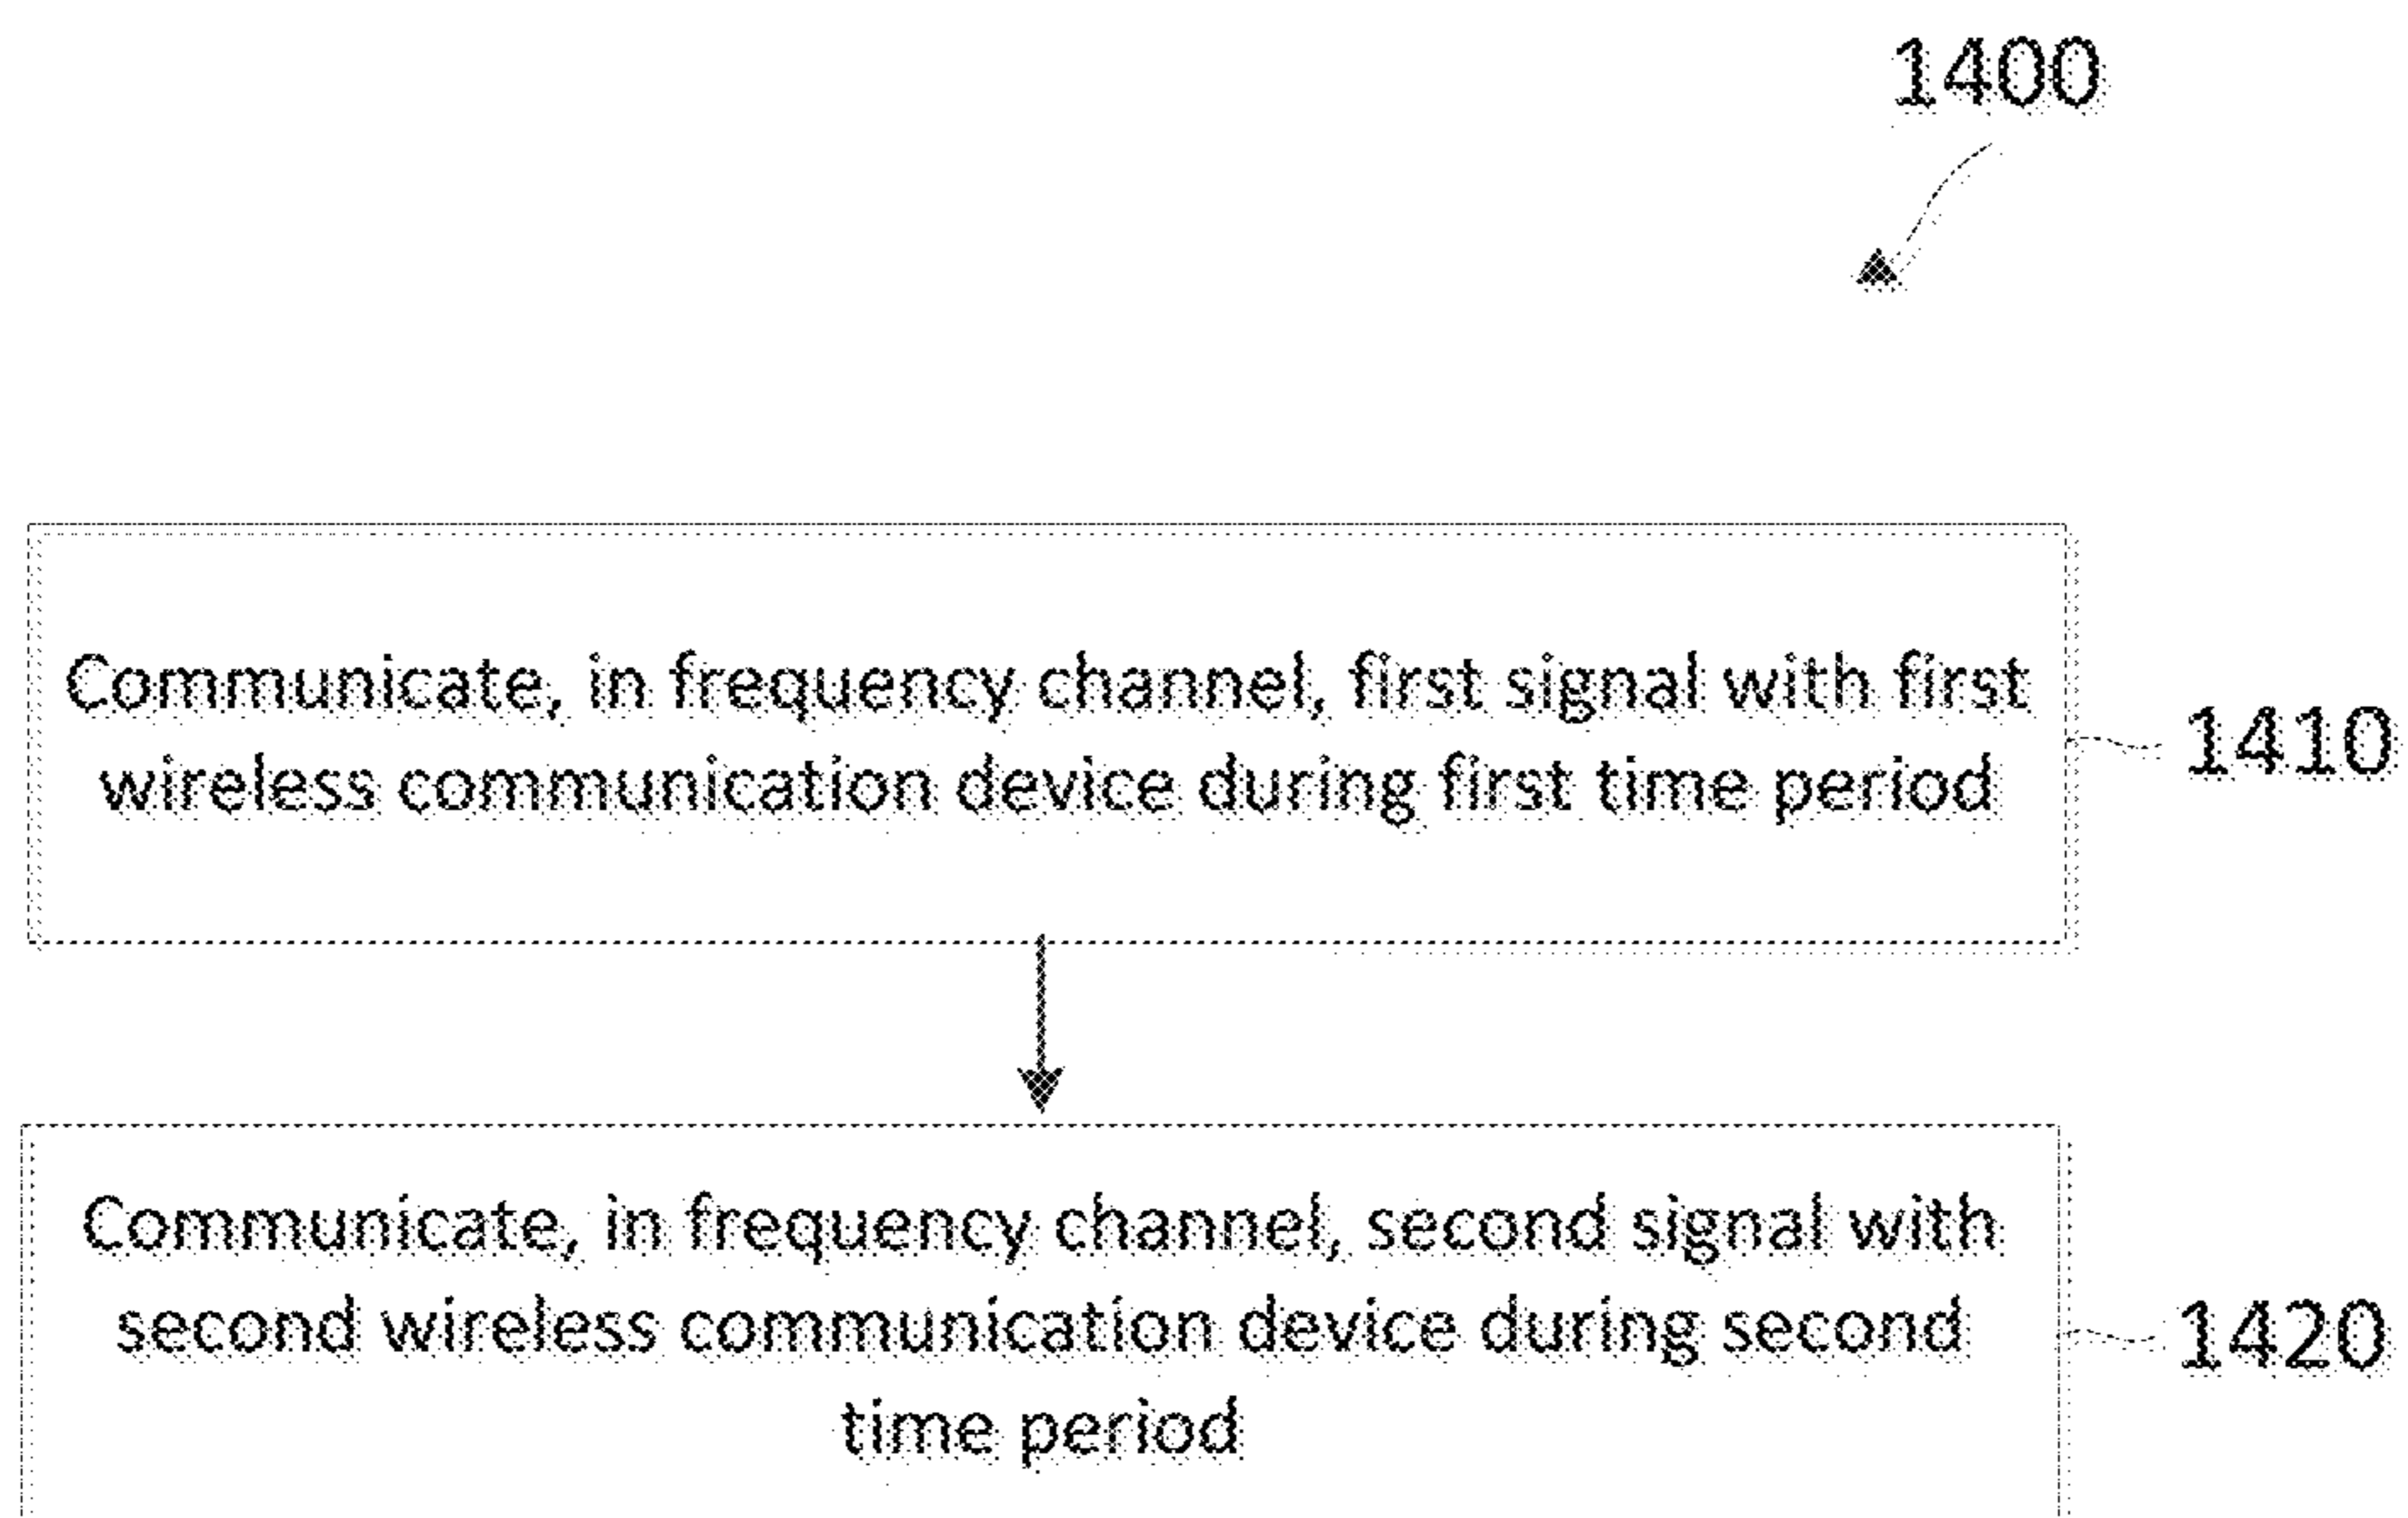 1400
Communicate, in frequency channel, first signal with first
wireless communication device during first time period
1410
Communicate, in frequency channel, second signal with
second wireless communication device during second
time period
1420